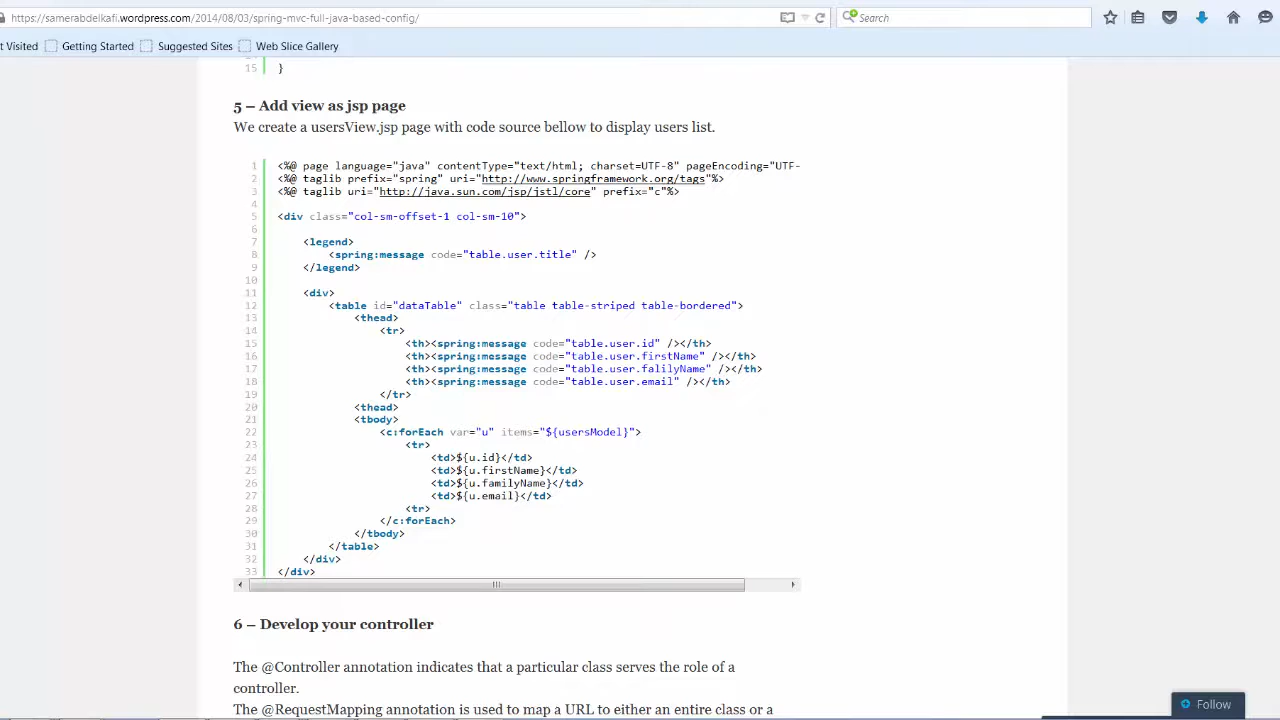 https://samerabdelkafi.wordpress.com/2014/08/03/spring-mvc-full-java-based-config/
Search
t Visited Getting Started Suggested Sites Web Slice Gallery
15 }
5 – Add view as jsp page
We create a usersView.jsp page with code source bellow to display users list.
1 <%@ page language="java" contentType="text/html; charset=UTF-8" pageEncoding="UTF-
2 <%@ taglib prefix="spring" uri="http://www.springframework.org/tags"%>
3 <%@ taglib uri="http://java.sun.com/jsp/jstl/core" prefix="c"%>
4
5 <div class="col-sm-offset-1 col-sm-10">
6
7 <legend>
8 <spring:message code="table.user.title" />
9 </legend>
10
11 <div>
12 <table id="dataTable" class="table table-striped table-bordered">
13 <thead>
14 <tr>
15 <th><spring:message code="table.user.id" /></th>
16 <th><spring:message code="table.user.firstName" /></th>
17 <th><spring:message code="table.user.falilyName" /></th>
18 <th><spring:message code="table.user.email" /></th>
19 </tr>
20 <thead>
21 <tbody>
22 <c:forEach var="u" items="${usersModel}">
23 <tr>
24 <td>${u.id}</td>
25 <td>${u.firstName}</td>
26 <td>${u.familyName}</td>
27 <td>${u.email}</td>
28 <tr>
29 </c:forEach>
30 </tbody>
31 </table>
32 </div>
33 </div>
6 – Develop your controller
The @Controller annotation indicates that a particular class serves the role of a
controller.
The @RequestMapping annotation is used to map a URL to either an entire class or a
Follow